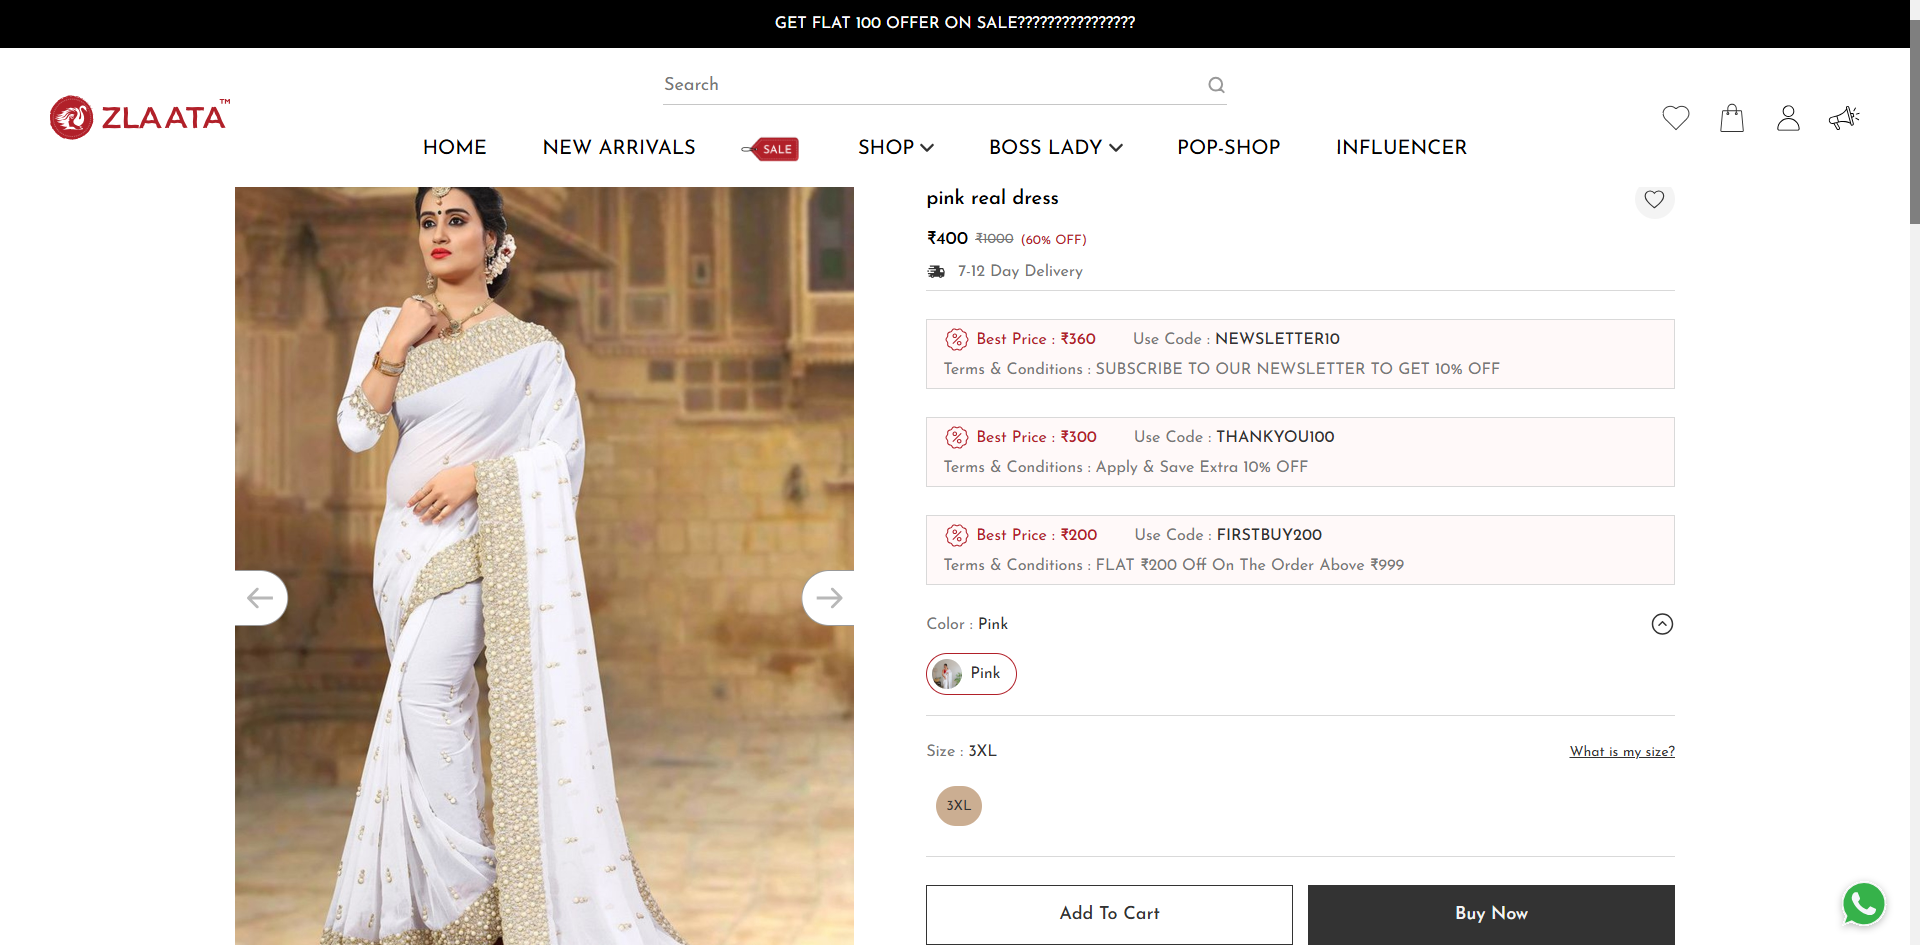 GET FLAT 100 OFFER ON SALE????????????????
Search
ZLAATA™
HOME NEW ARRIVALS SALE SHOP BOSS LADY POP-SHOP INFLUENCER
pink real dress
₹400 ₹1000 (60% OFF)
7-12 Day Delivery
Best Price : ₹360 Use Code : NEWSLETTER10
Terms & Conditions : SUBSCRIBE TO OUR NEWSLETTER TO GET 10% OFF
Best Price : ₹300 Use Code : THANKYOU100
Terms & Conditions : Apply & Save Extra 10% OFF
Best Price : ₹200 Use Code : FIRSTBUY200
Terms & Conditions : FLAT ₹200 Off On The Order Above ₹999
Color : Pink
Pink
Size : 3XL What is my size?
3XL
Add To Cart Buy Now